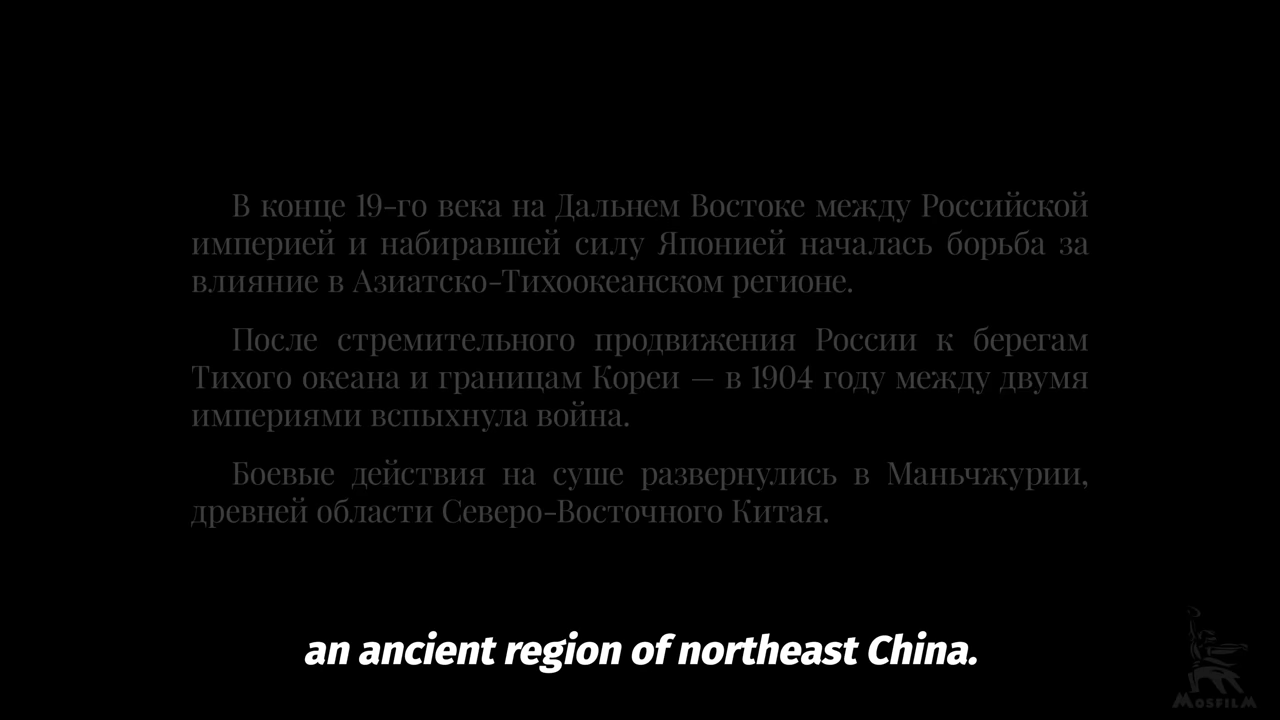 В конце 19-го века на Дальнем Востоке между Российской
империей и набиравшей силу Японией началась борьба за
влияние в Азиатско-Тихоокеанском регионе.
После стремительного продвижения России к берегам
Тихого океана и границам Кореи — в 1904 году между двумя
империями вспыхнула война.
Боевые действия на суше развернулись в Маньчжурии,
древней области Северо-Восточного Китая.
an ancient region of northeast China.
MOSFILM